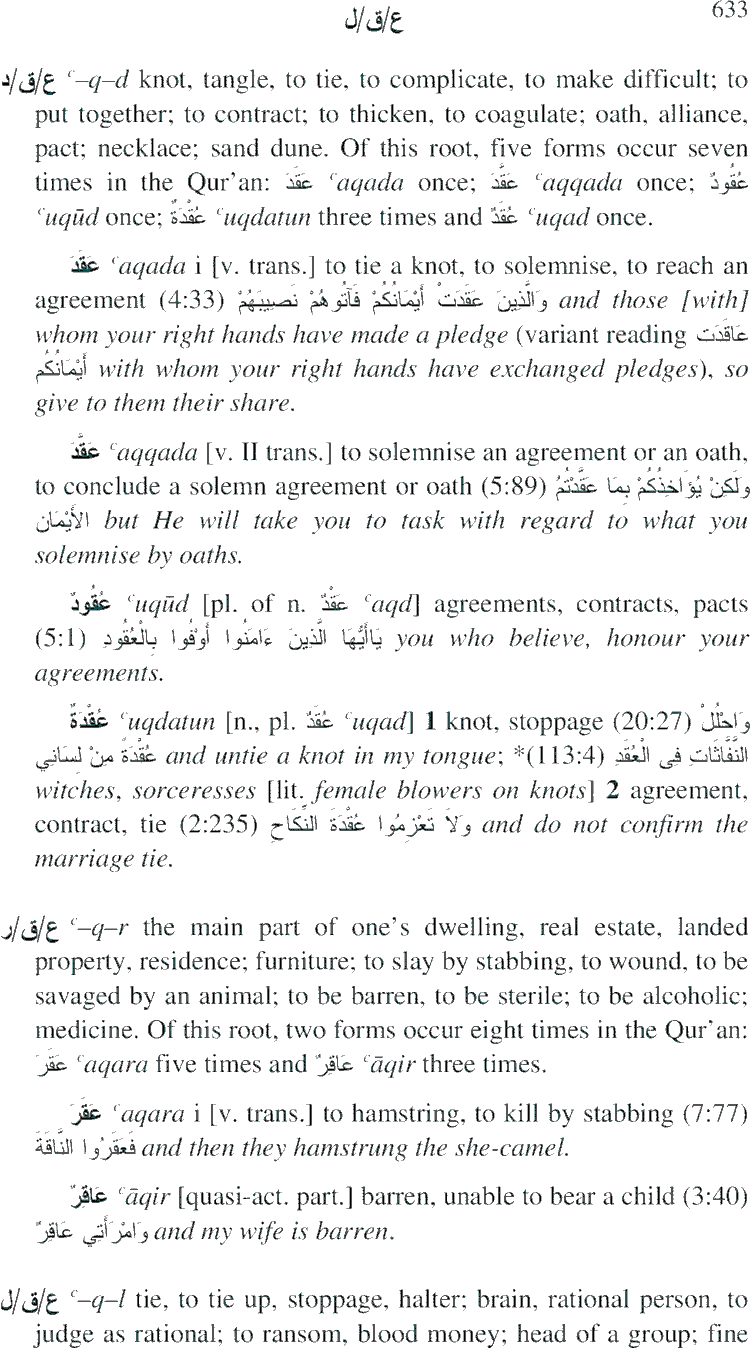 ع/ق/ل
633
ع/ق/د ʿ–q–d knot, tangle, to tie, to complicate, to make difficult; to
put together; to contract; to thicken, to coagulate; oath, alliance,
pact; necklace; sand dune. Of this root, five forms occur seven
times in the Qur’an: عَقَدَ ʿaqada once; عَقَّدَ ʿaqqada once; عُقُودٌ
ʿuqūd once; عُقْدَةٌ ʿuqdatun three times and عُقَدٌ ʿuqad once.
عَقَدَ ʿaqada i [v. trans.] to tie a knot, to solemnise, to reach an
agreement (4:33) وَالَّذِينَ عَقَدَتْ أَيْمَانُكُمْ فَآتُوهُمْ نَصِيبَهُمْ and those [with]
whom your right hands have made a pledge (variant reading عَاقَدَت
أَيْمَانُكُم with whom your right hands have exchanged pledges), so
give to them their share.
عَقَّدَ ʿaqqada [v. II trans.] to solemnise an agreement or an oath,
to conclude a solemn agreement or oath (5:89) وَلَكِنْ يُؤَاخِذُكُمْ بِمَا عَقَّدْتُمُ
الأَيْمَان but He will take you to task with regard to what you
solemnise by oaths.
عُقُودٌ ʿuqūd [pl. of n. عَقْدٌ ʿaqd] agreements, contracts, pacts
(5:1) يَاأَيُّهَا الَّذِينَ ءَامَنُوا أَوْفُوا بِالْعُقُودِ you who believe, honour your
agreements.
عُقْدَةٌ ʿuqdatun [n., pl. عُقَدٌ ʿuqad] 1 knot, stoppage (20:27) وَاحْلُلْ
عُقْدَةً مِنْ لِسَانِي and untie a knot in my tongue; *(113:4) النَّفَّاثَاتِ فِى الْعُقَدِ
witches, sorceresses [lit. female blowers on knots] 2 agreement,
contract, tie (2:235) وَلاَ تَعْزِمُوا عُقْدَةَ النِّكَاحِ and do not confirm the
marriage tie.
ع/ق/ر ʿ–q–r the main part of one’s dwelling, real estate, landed
property, residence; furniture; to slay by stabbing, to wound, to be
savaged by an animal; to be barren, to be sterile; to be alcoholic;
medicine. Of this root, two forms occur eight times in the Qur’an:
عَقَرَ ʿaqara five times and عَاقِرٌ ʿāqir three times.
عَقَرَ ʿaqara i [v. trans.] to hamstring, to kill by stabbing (7:77)
فَعَقَرُوا النَّاقَةَ and then they hamstrung the she-camel.
عَاقِرٌ ʿāqir [quasi-act. part.] barren, unable to bear a child (3:40)
وَامْرَأَتِي عَاقِرٌ and my wife is barren.
ع/ق/ل ʿ–q–l tie, to tie up, stoppage, halter; brain, rational person, to
judge as rational; to ransom, blood money; head of a group; fine